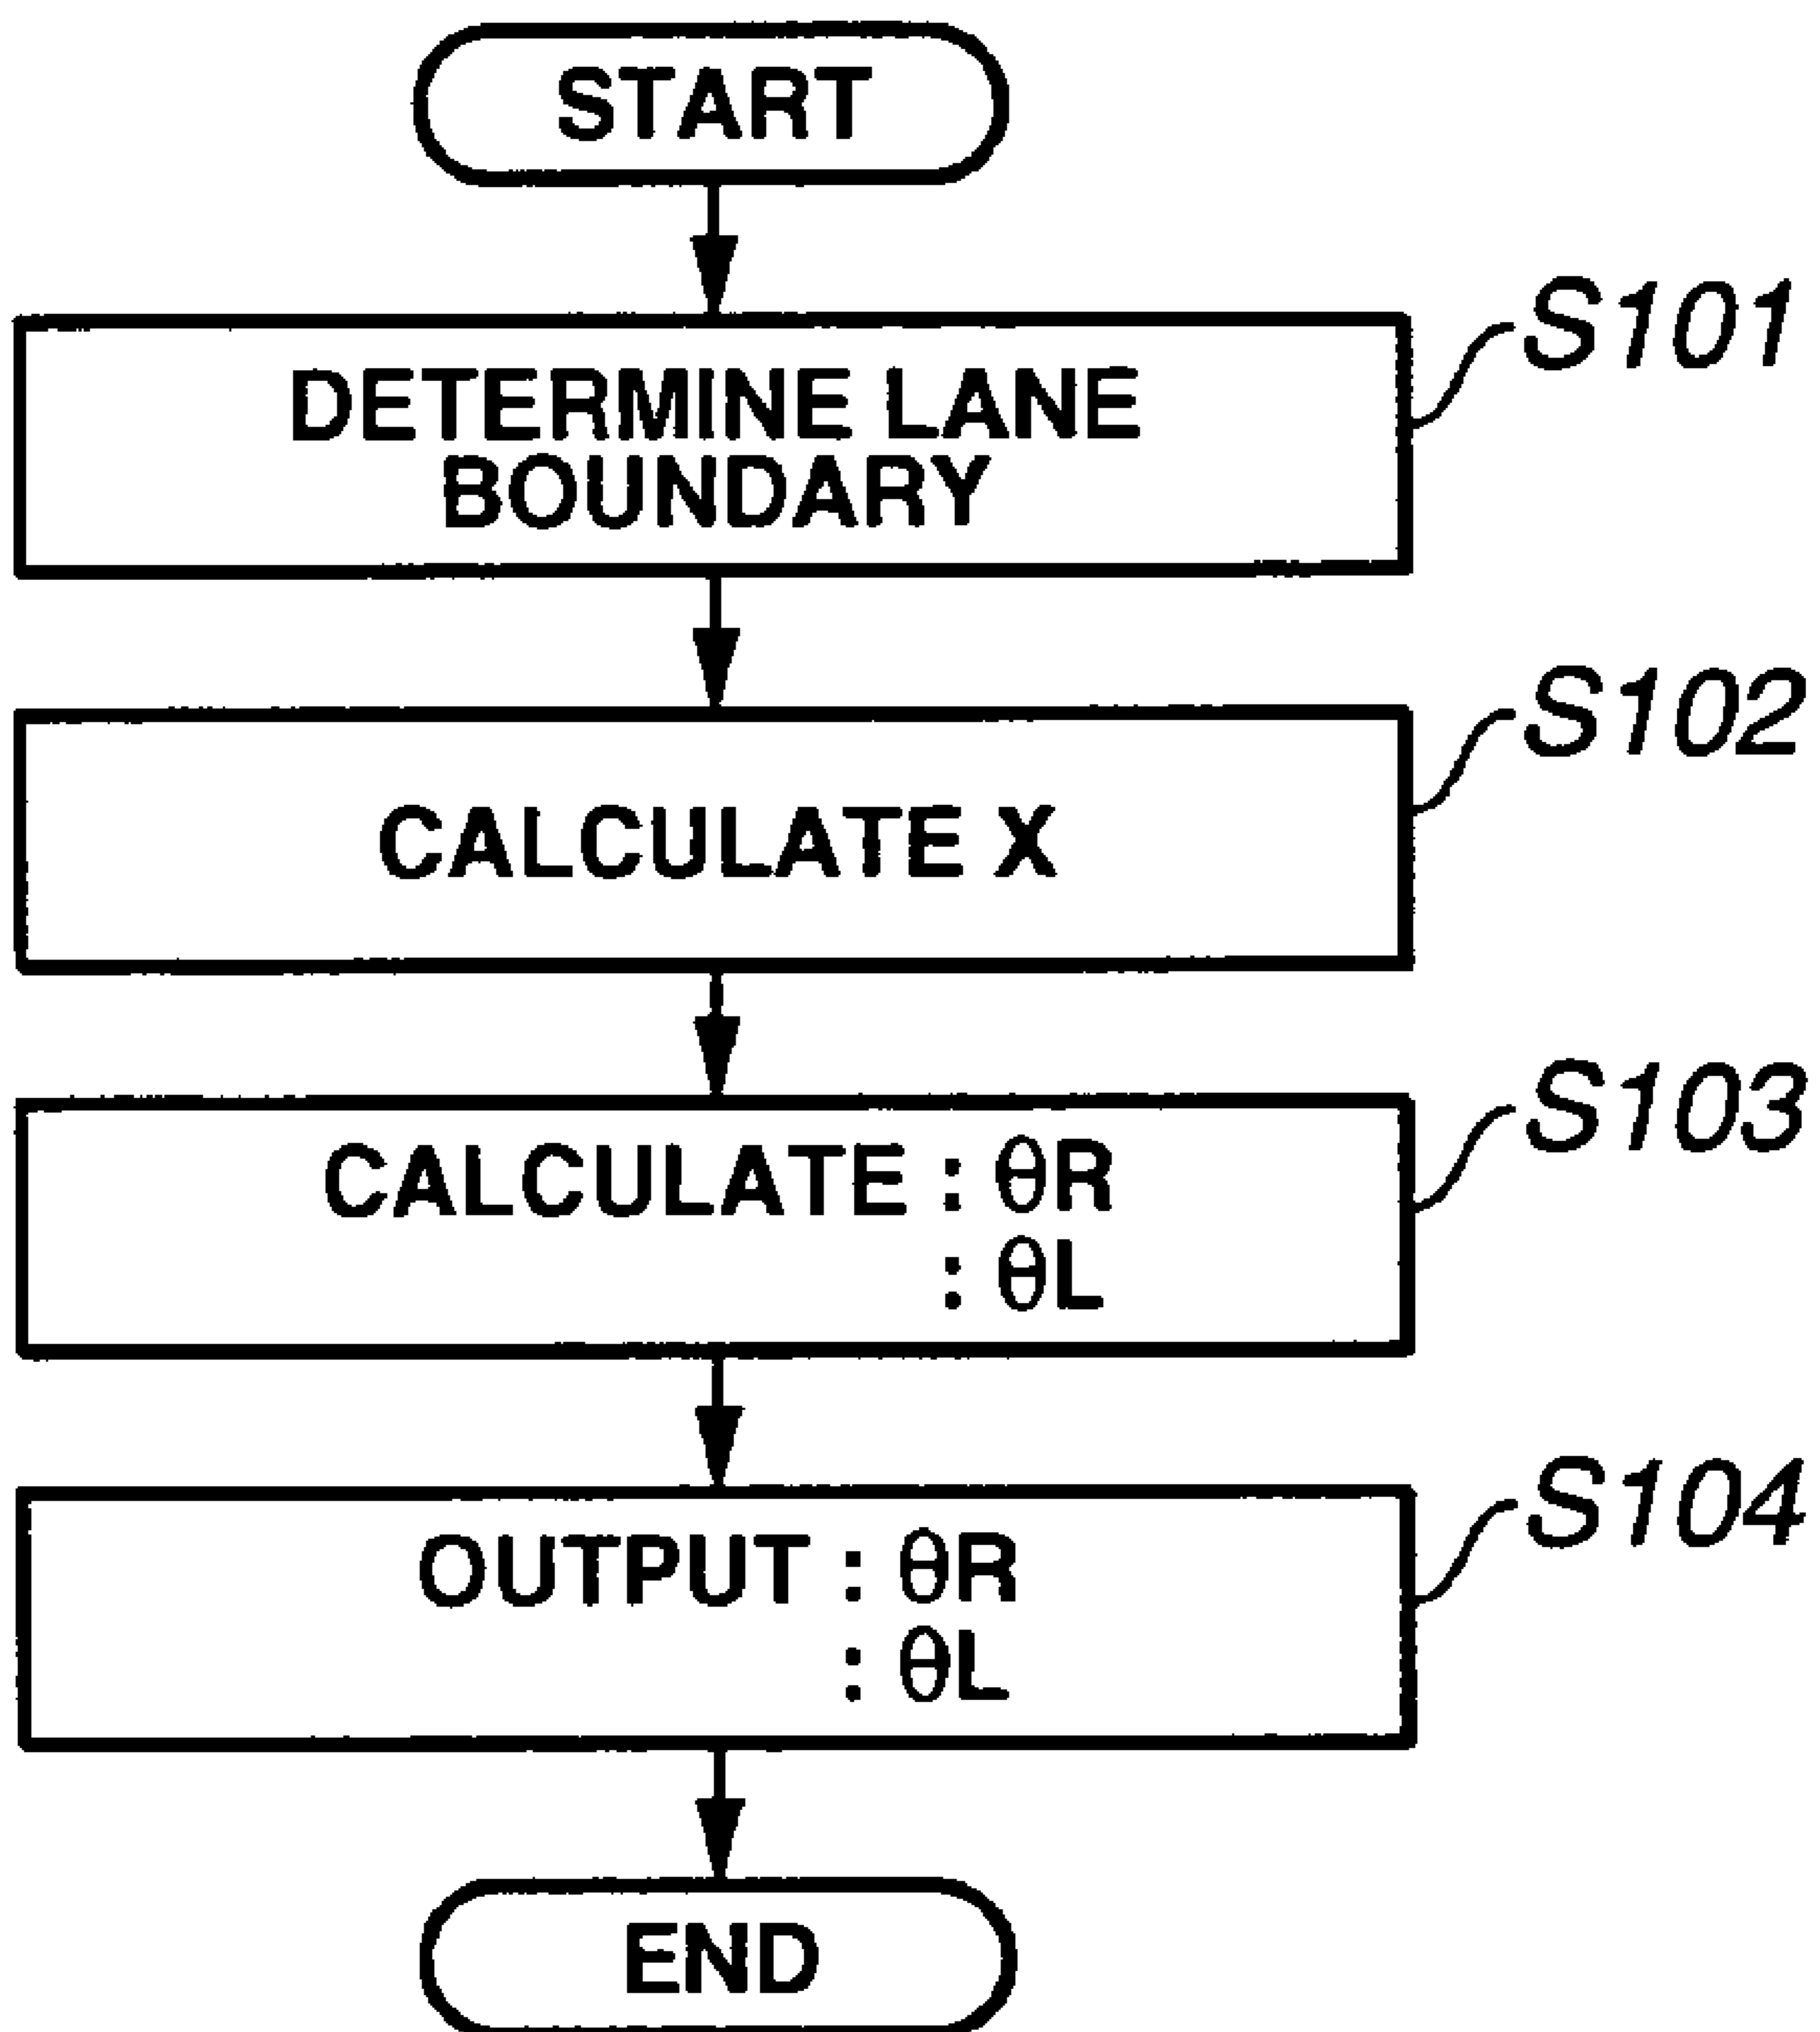 START
S101
DETERMINE LANE
BOUNDARY
S102
CALCULATE X
S103
CALCULATE : θR
: θL
S104
OUTPUT : θR
: θL
END